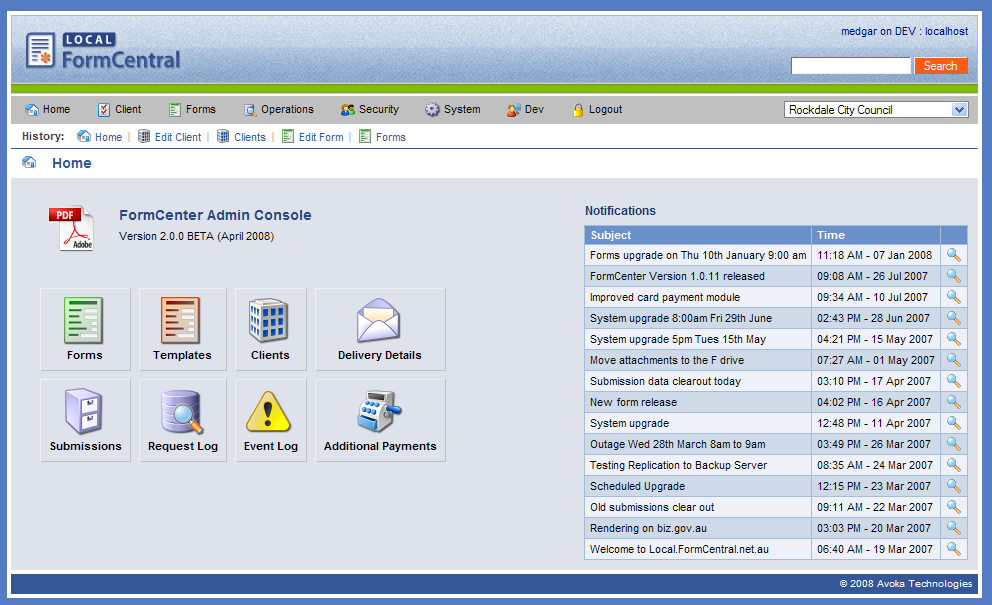 medgar on DEV : localhost
LOCAL
FormCentral
Search
Home Client Forms Operations Security System Dev Logout Rockdale City Council
History: Home | Edit Client | Clients | Edit Form | Forms
Home
PDF
Adobe
FormCenter Admin Console
Version 2.0.0 BETA (April 2008)
Forms Templates Clients Delivery Details
Submissions Request Log Event Log Additional Payments
Notifications
Subject Time
Forms upgrade on Thu 10th January 9:00 am 11:18 AM - 07 Jan 2008
FormCenter Version 1.0.11 released 09:08 AM - 26 Jul 2007
Improved card payment module 09:34 AM - 10 Jul 2007
System upgrade 8:00am Fri 29th June 02:43 PM - 28 Jun 2007
System upgrade 5pm Tues 15th May 04:21 PM - 15 May 2007
Move attachments to the F drive 07:27 AM - 01 May 2007
Submission data clearout today 03:10 PM - 17 Apr 2007
New form release 04:02 PM - 16 Apr 2007
System upgrade 12:48 PM - 11 Apr 2007
Outage Wed 28th March 8am to 9am 03:49 PM - 26 Mar 2007
Testing Replication to Backup Server 08:35 AM - 24 Mar 2007
Scheduled Upgrade 12:15 PM - 23 Mar 2007
Old submissions clear out 09:11 AM - 22 Mar 2007
Rendering on biz.gov.au 03:03 PM - 20 Mar 2007
Welcome to Local.FormCentral.net.au 06:40 AM - 19 Mar 2007
© 2008 Avoka Technologies